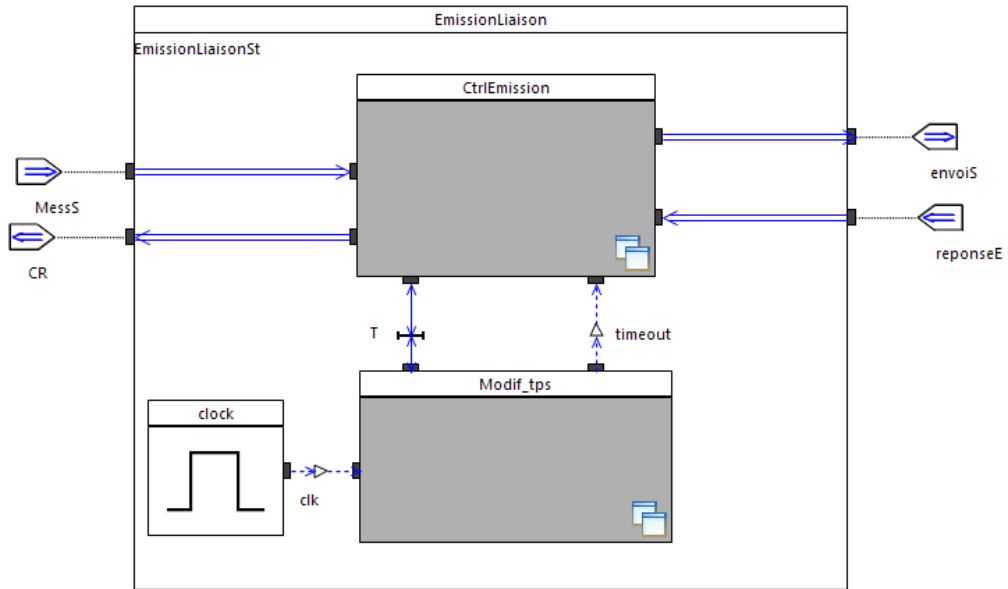 EmissionLiaison
EmissionLiaisonSt
CtrlEmission
MessS
envoiS
CR
reponseE
T
timeout
Modif_tps
clock
clk